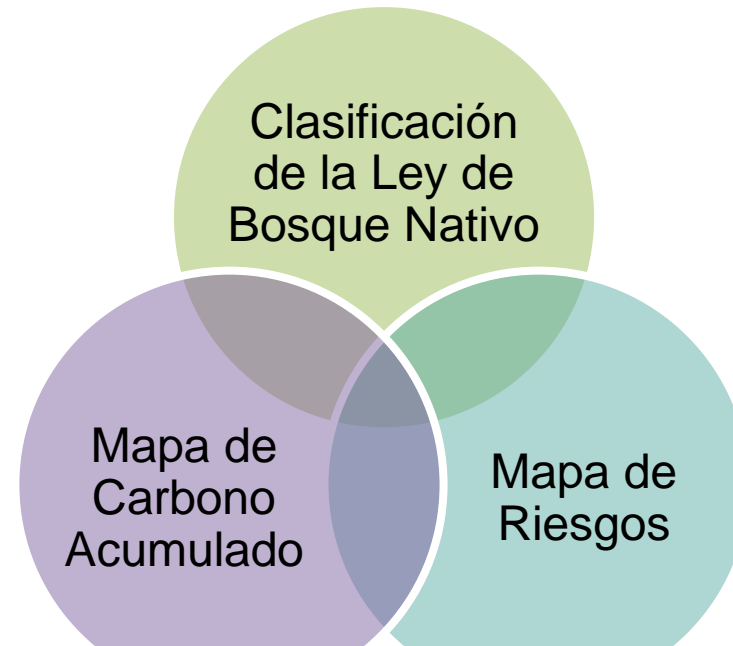 Clasificación
de la Ley de
Bosque Nativo
Mapa de
Carbono
Acumulado
Mapa de
Riesgos